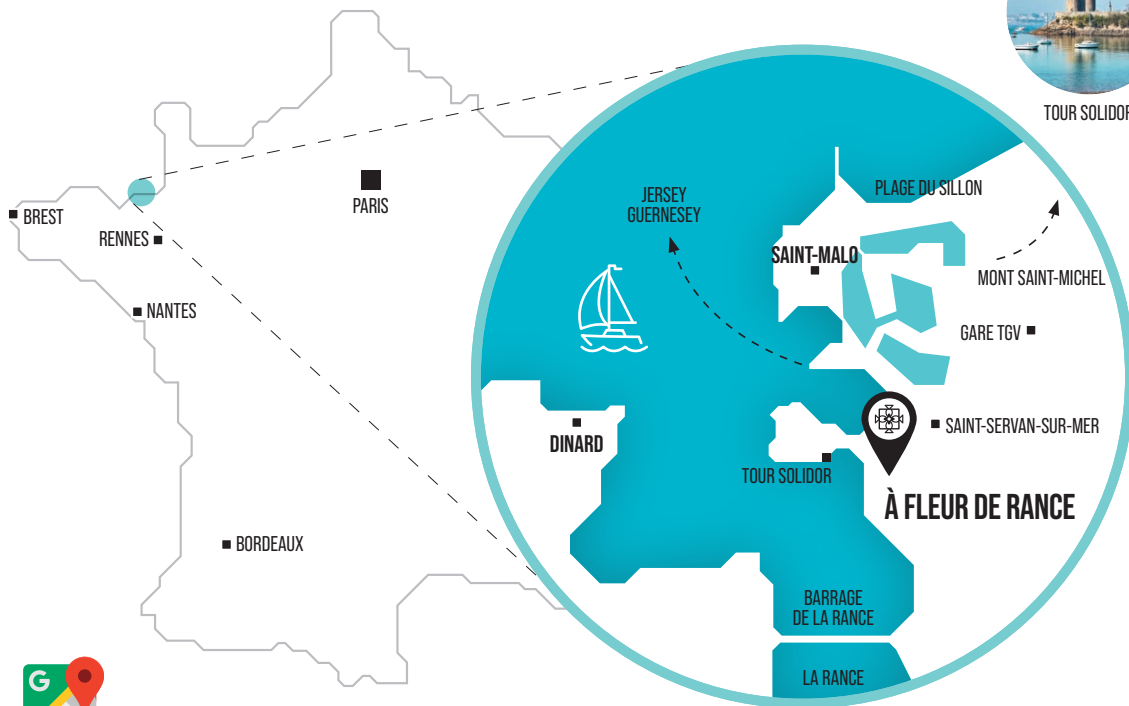 TOUR SOLIDOR
PARIS
BREST
RENNES
NANTES
BORDEAUX
JERSEY
GUERNESEY
PLAGE DU SILLON
SAINT-MALO
MONT SAINT-MICHEL
GARE TGV
SAINT-SERVAN-SUR-MER
DINARD
TOUR SOLIDOR
À FLEUR DE RANCE
BARRAGE
DE LA RANCE
LA RANCE
G